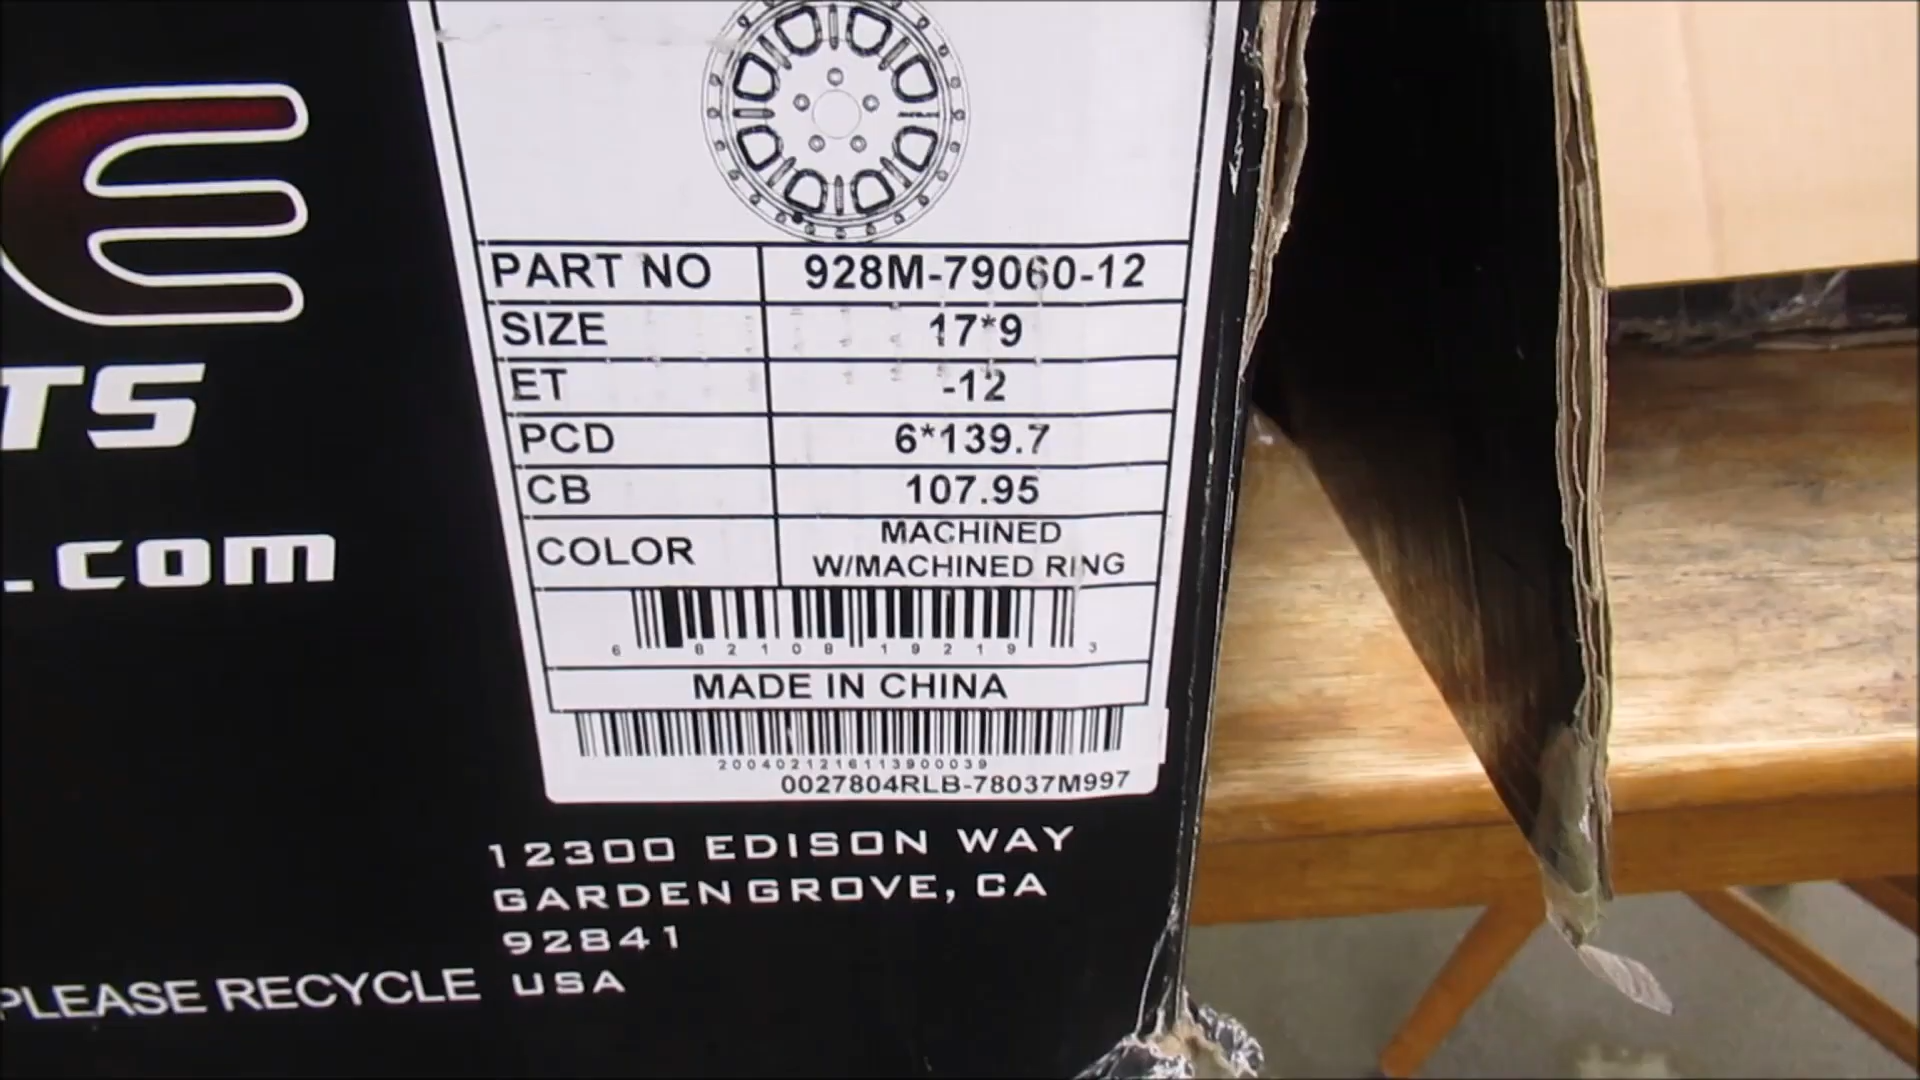 E
TS
.com
PART NO 928M-79060-12
SIZE 17*9
ET -12
PCD 6*139.7
CB 107.95
COLOR MACHINED
W/MACHINED RING
6 82108 19219 3
MADE IN CHINA
2004021216113900039
0027804RLB-78037M997
12300 EDISON WAY
GARDEN GROVE, CA
92841
USA
PLEASE RECYCLE